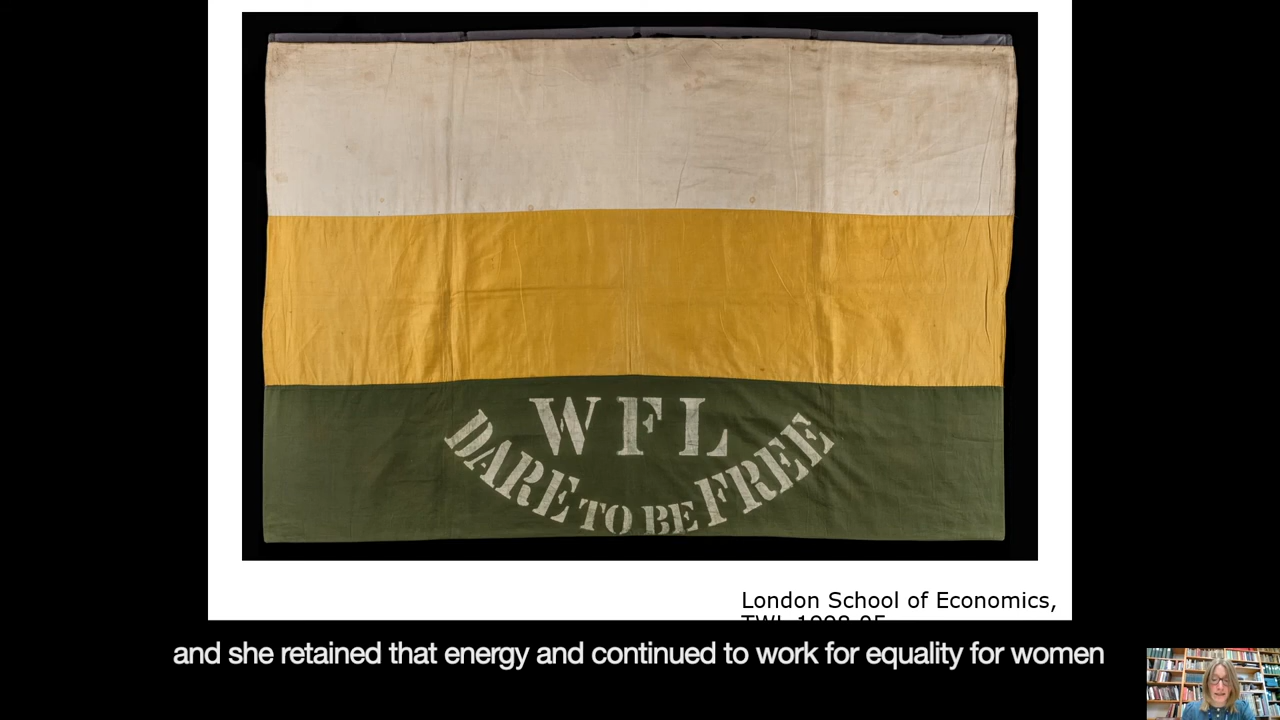 WFL
DARE TO BE FREE
London School of Economics,
and she retained that energy and continued to work for equality for women